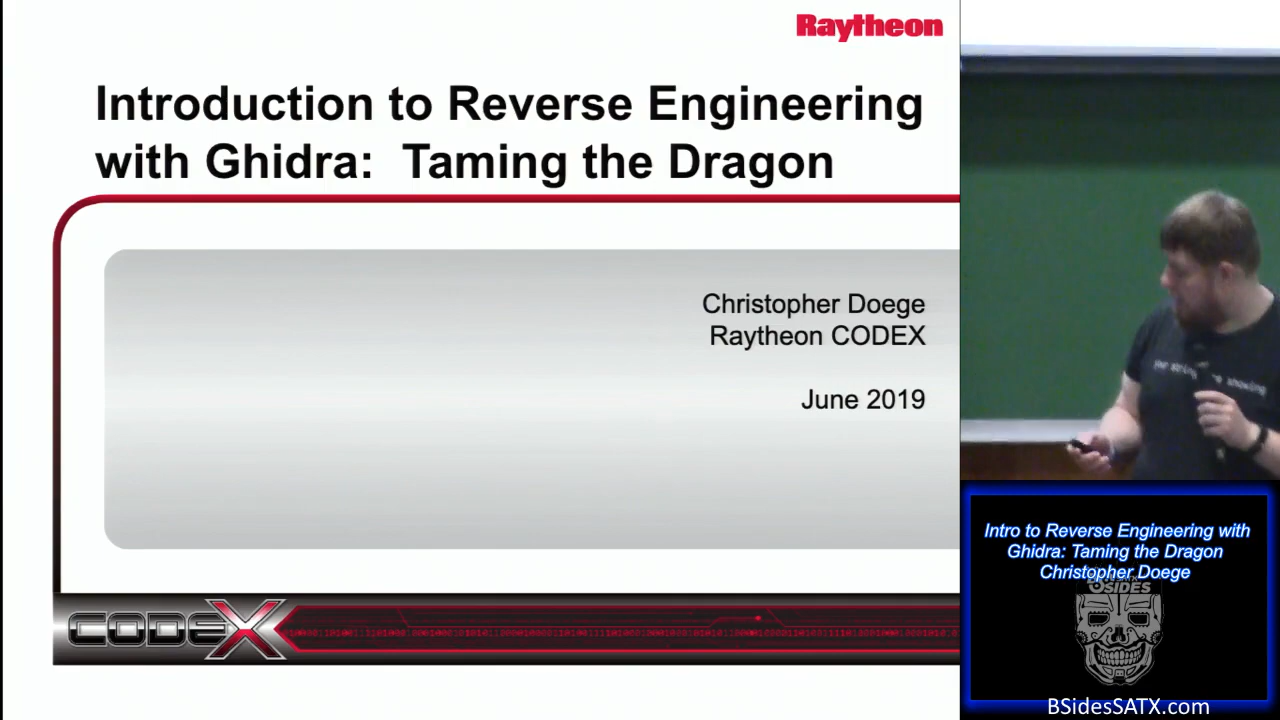 Raytheon
Introduction to Reverse Engineering
with Ghidra: Taming the Dragon
Christopher Doege
Raytheon CODEX
June 2019
CODEX
Intro to Reverse Engineering with
Ghidra: Taming the Dragon
Christopher Doege
BSIDES
BSidesSATX.com